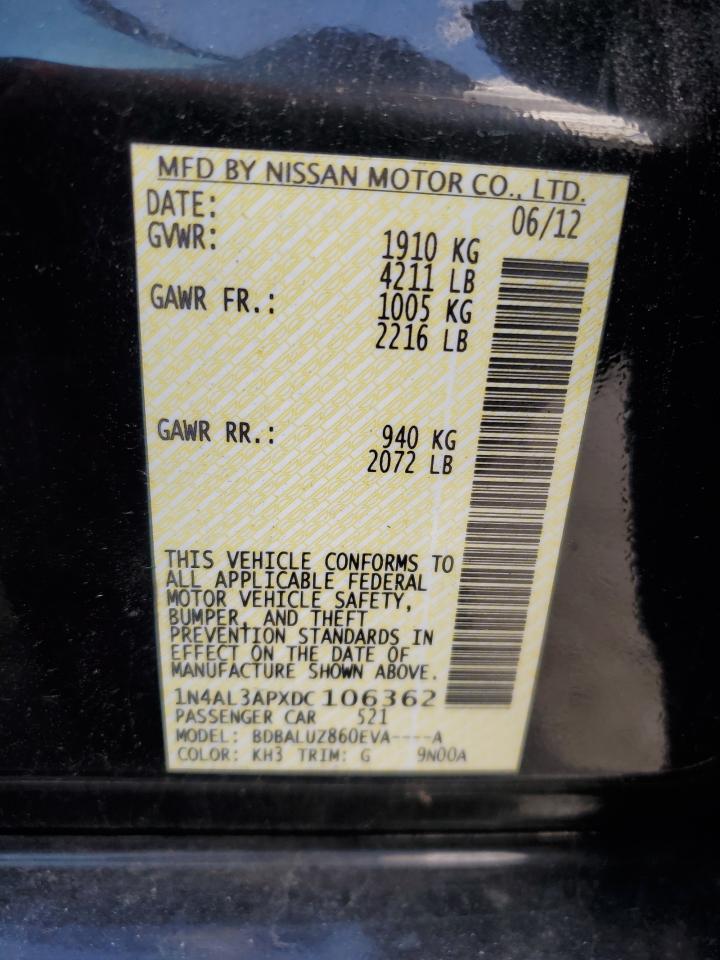 MFD BY NISSAN MOTOR CO., LTD.
DATE: 06/12
GVWR: 1910 KG
4211 LB
GAWR FR.: 1005 KG
2216 LB
GAWR RR.: 940 KG
2072 LB
THIS VEHICLE CONFORMS TO
ALL APPLICABLE FEDERAL
MOTOR VEHICLE SAFETY,
BUMPER, AND THEFT
PREVENTION STANDARDS IN
EFFECT ON THE DATE OF
MANUFACTURE SHOWN ABOVE.
1N4AL3APXDC106362
PASSENGER CAR 521
MODEL: BDBALUZ860EVA----A
COLOR: KH3 TRIM: G 9N00A